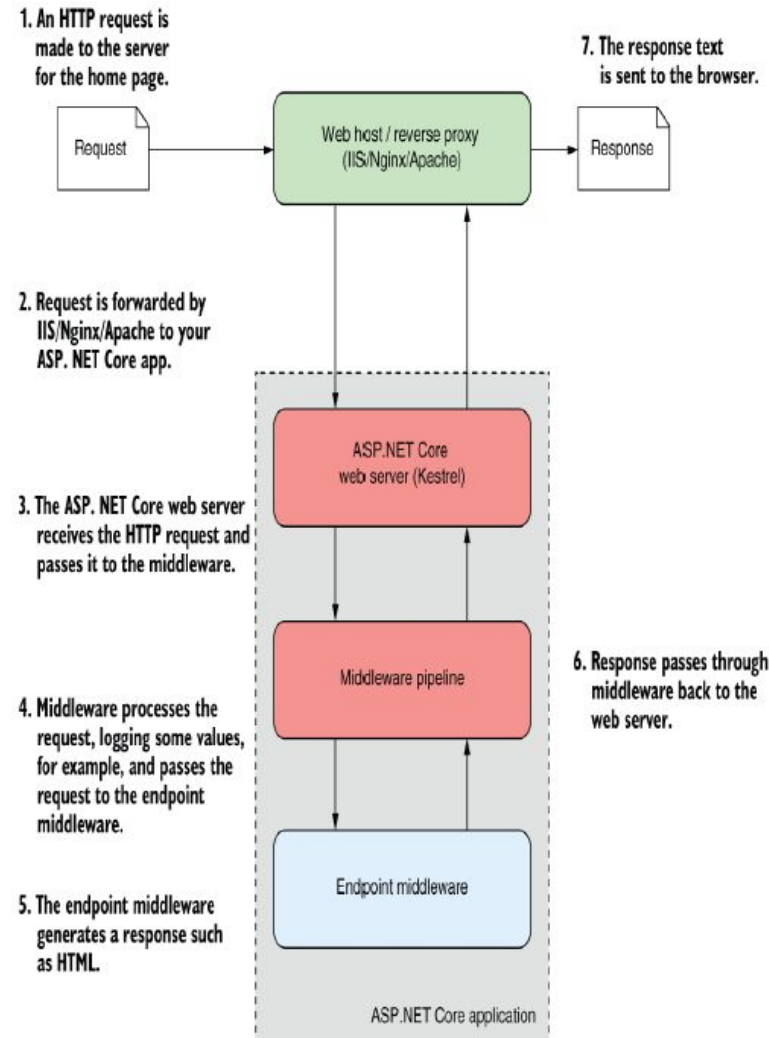 1. An HTTP request is
made to the server
for the home page.
7. The response text
is sent to the browser.
Request
Web host / reverse proxy
(IIS/Nginx/Apache)
Response
2. Request is forwarded by
IIS/Nginx/Apache to your
ASP. NET Core app.
ASP.NET Core
web server (Kestrel)
3. The ASP. NET Core web server
receives the HTTP request and
passes it to the middleware.
Middleware pipeline
6. Response passes through
middleware back to the
web server.
4. Middleware processes the
request, logging some values,
for example, and passes the
request to the endpoint
middleware.
Endpoint middleware
5. The endpoint middleware
generates a response such
as HTML.
ASP.NET Core application